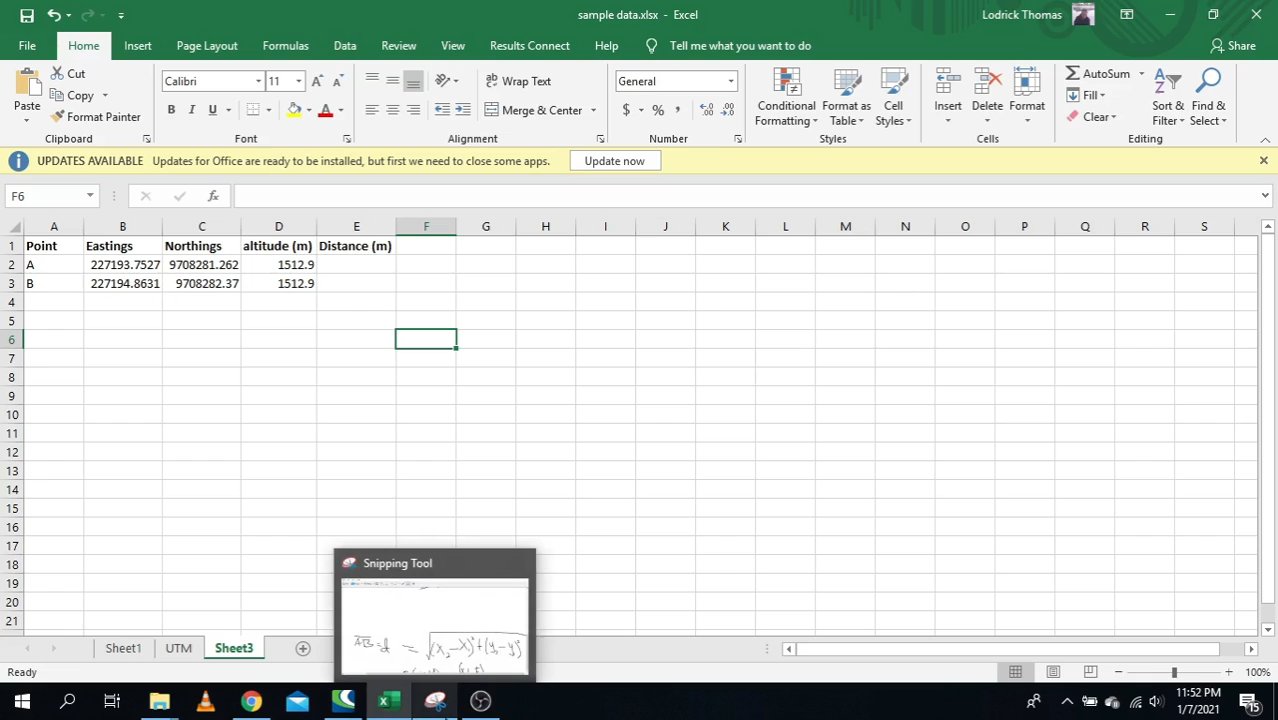 sample data.xlsx - Excel
Lodrick Thomas
File Home Insert Page Layout Formulas Data Review View Results Connect Help Tell me what you want to do Share
Paste
Cut
Copy
Format Painter
Clipboard
Calibri 11
B I U
Font
Wrap Text
Merge & Center
Alignment
General
$ % ,
Number
Conditional Formatting
Format as Table
Cell Styles
Styles
Insert
Delete
Format
Cells
AutoSum
Fill
Clear
Sort & Filter
Find & Select
Editing
UPDATES AVAILABLE Updates for Office are ready to be installed, but first we need to close some apps. Update now
F6 fx
A B C D E F G H I J K L M N O P Q R S
1 Point Eastings Northings altitude (m) Distance (m)
2 A 227193.7527 9708281.262 1512.9
3 B 227194.8631 9708282.37 1512.9
4
5
6
7
8
9
10
11
12
13
14
15
16
17
18
19
20
21
Snipping Tool
AB = d = √(x₂-x)²+(y₂-y)²
Sheet1 UTM Sheet3
Ready 100%
11:52 PM
1/7/2021
15